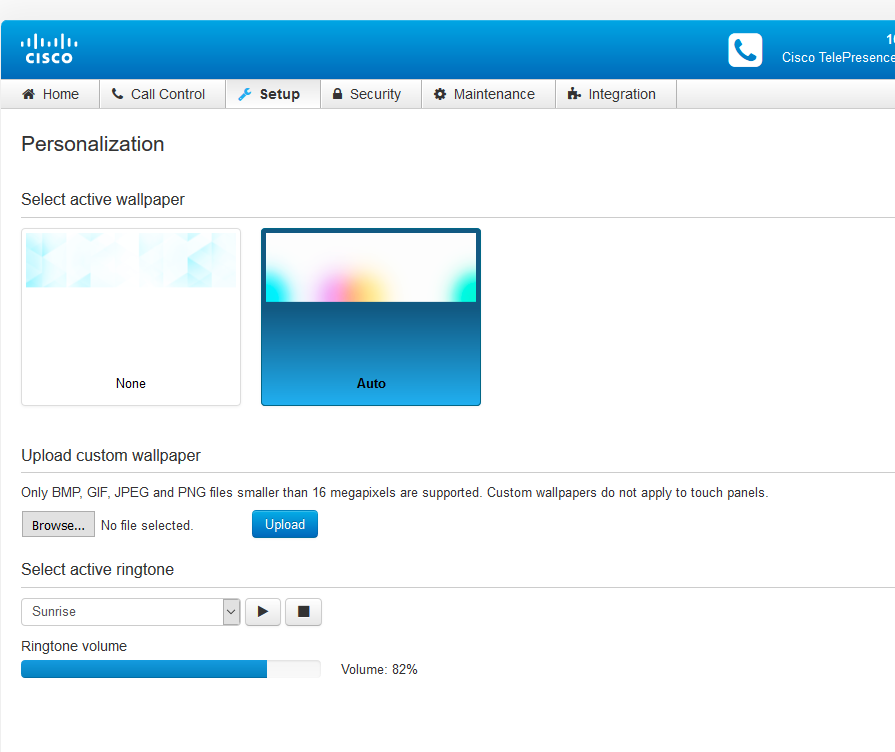 10
CISCO
Cisco TelePresence
Home
Call Control
Setup
Security
Maintenance
Integration
Personalization
Select active wallpaper
None
Auto
Upload custom wallpaper
Only BMP, GIF, JPEG and PNG files smaller than 16 megapixels are supported. Custom wallpapers do not apply to touch panels.
Browse... No file selected. Upload
Select active ringtone
Sunrise
Ringtone volume
Volume: 82%